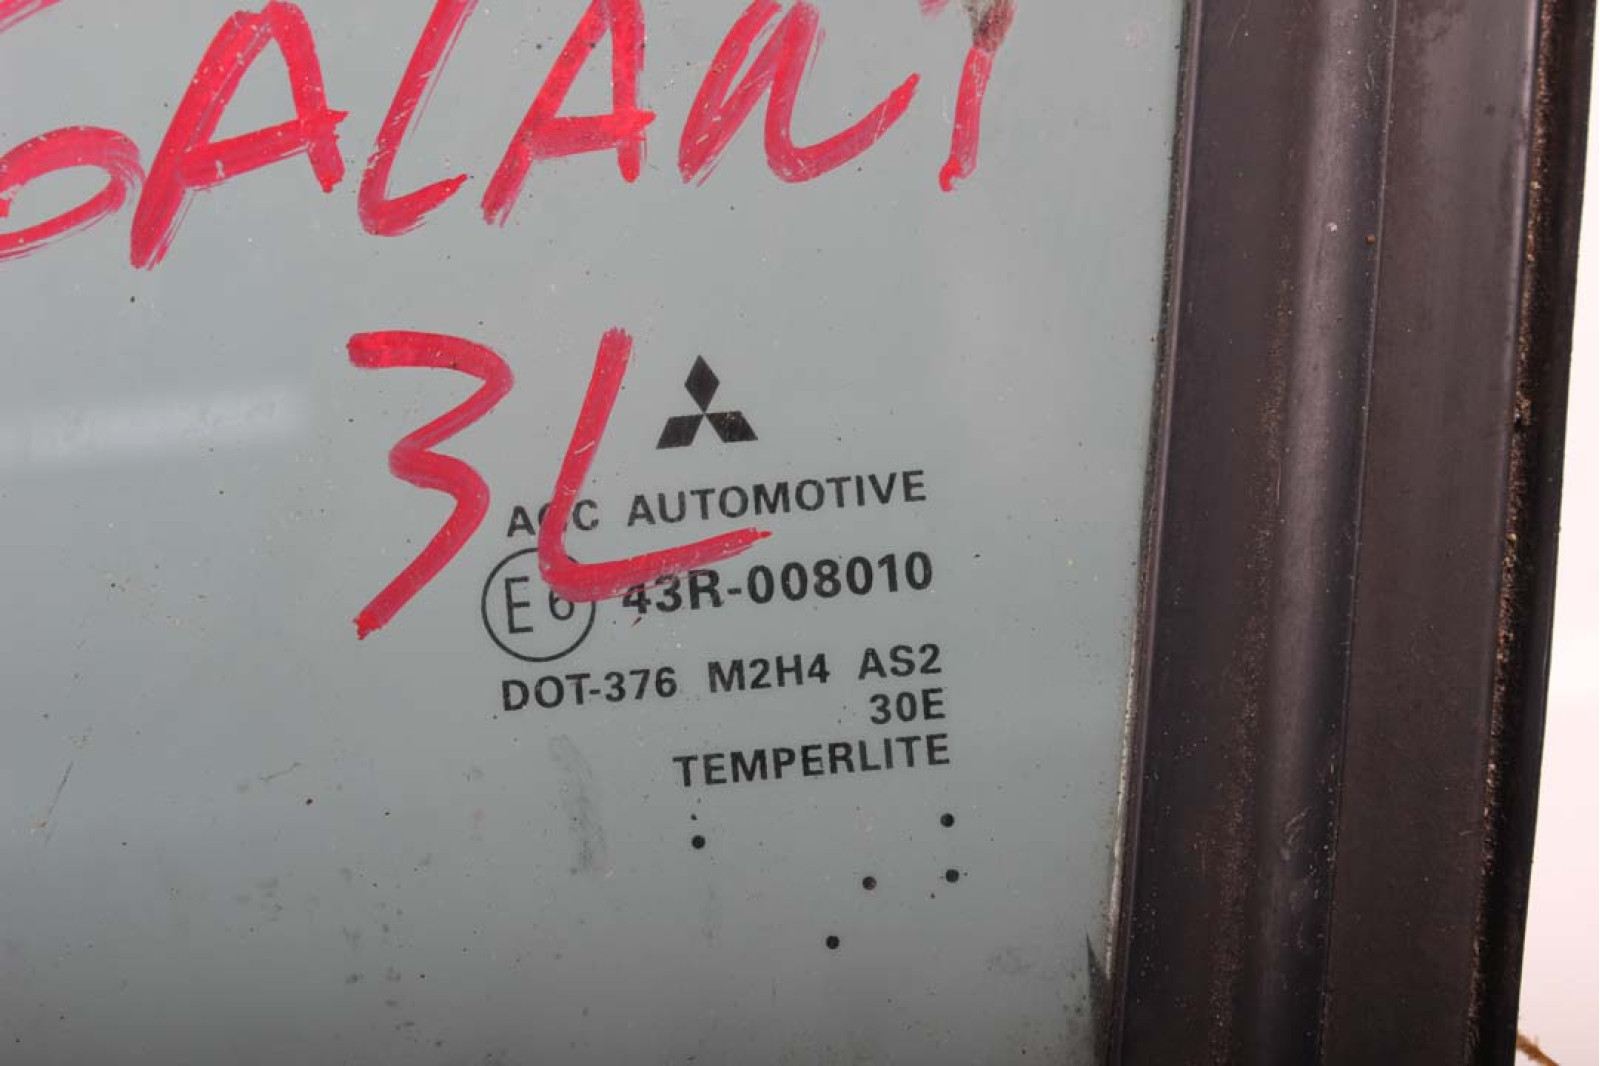 GALANT
3L
AGC AUTOMOTIVE
E6 43R-008010
DOT-376 M2H4 AS2
30E
TEMPERLITE